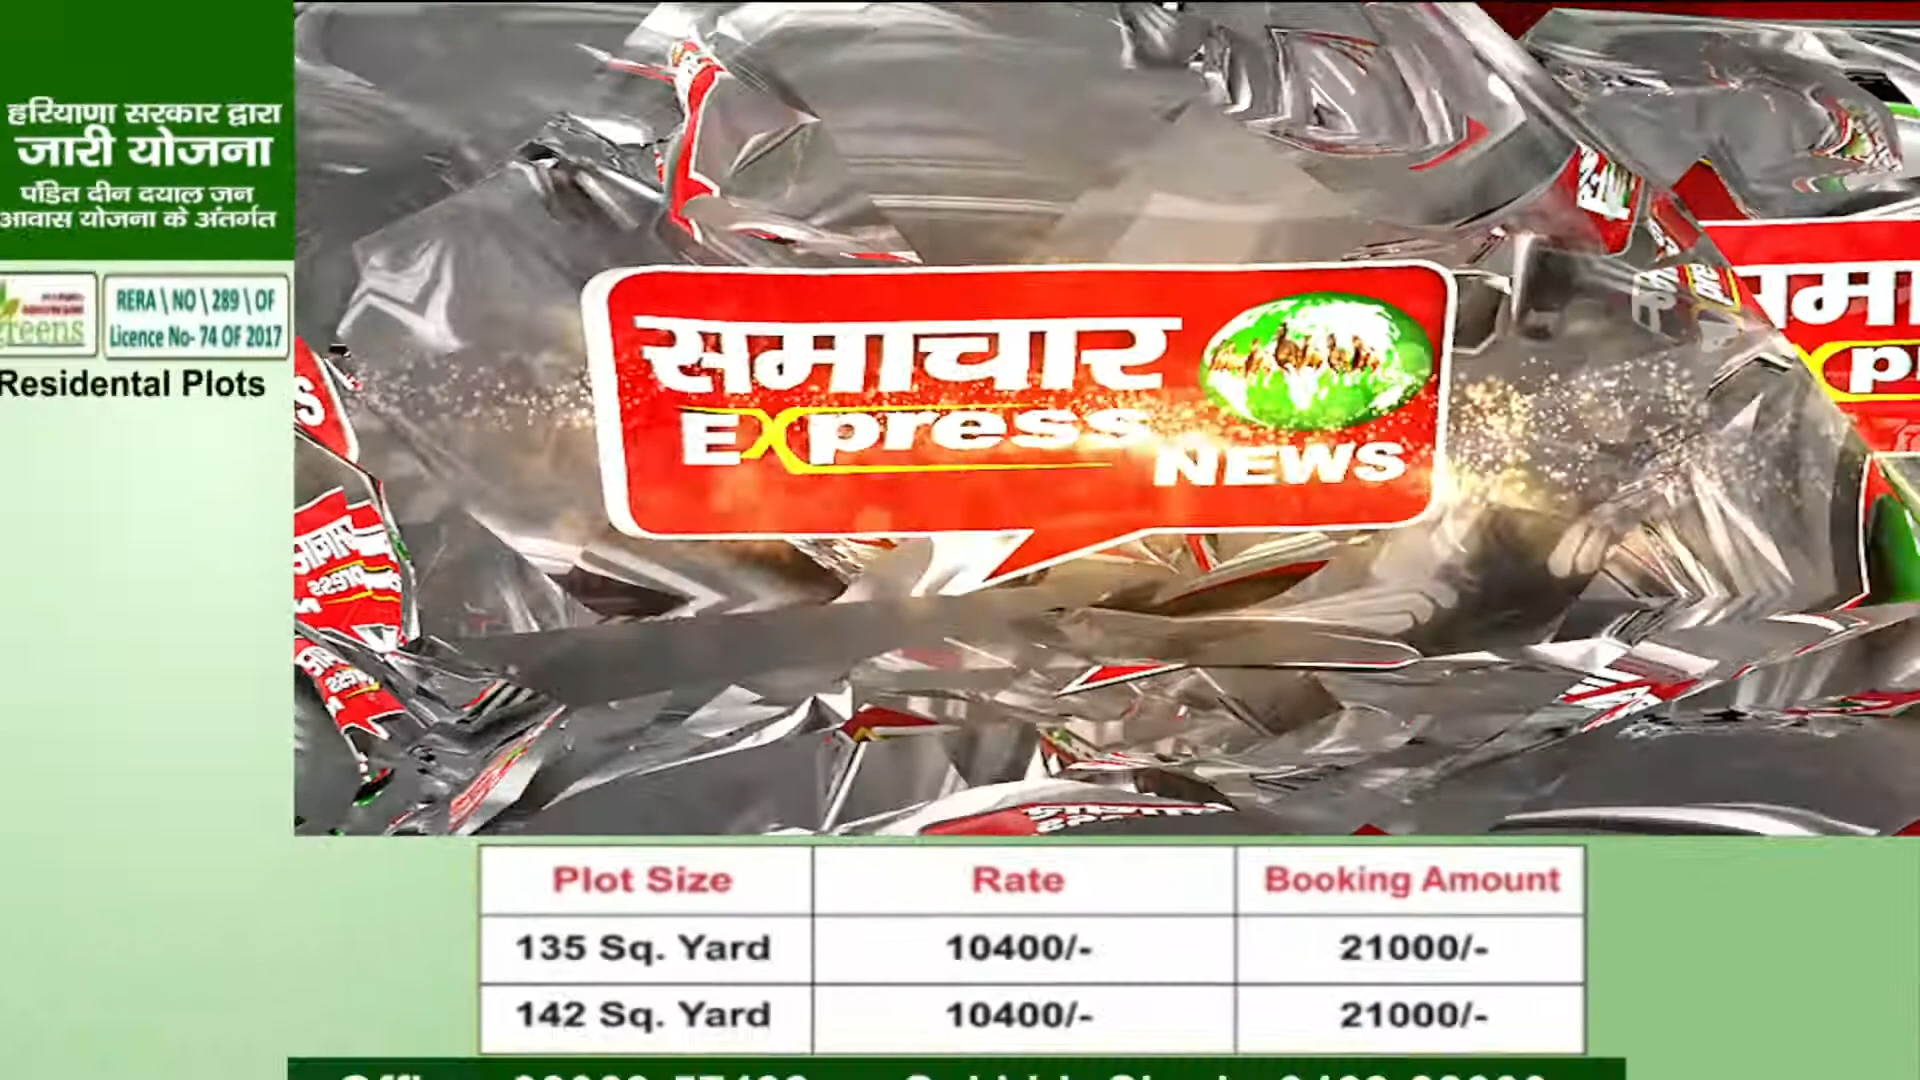 हरियाणा सरकार द्वारा
जारी योजना
पंडित दीन दयाल जन
आवास योजना के अंतर्गत
greens
RERA \ NO \ 289 \ OF
Licence No- 74 OF 2017
Residental Plots
समाचार
Express
NEWS
Plot Size Rate Booking Amount
135 Sq. Yard 10400/- 21000/-
142 Sq. Yard 10400/- 21000/-